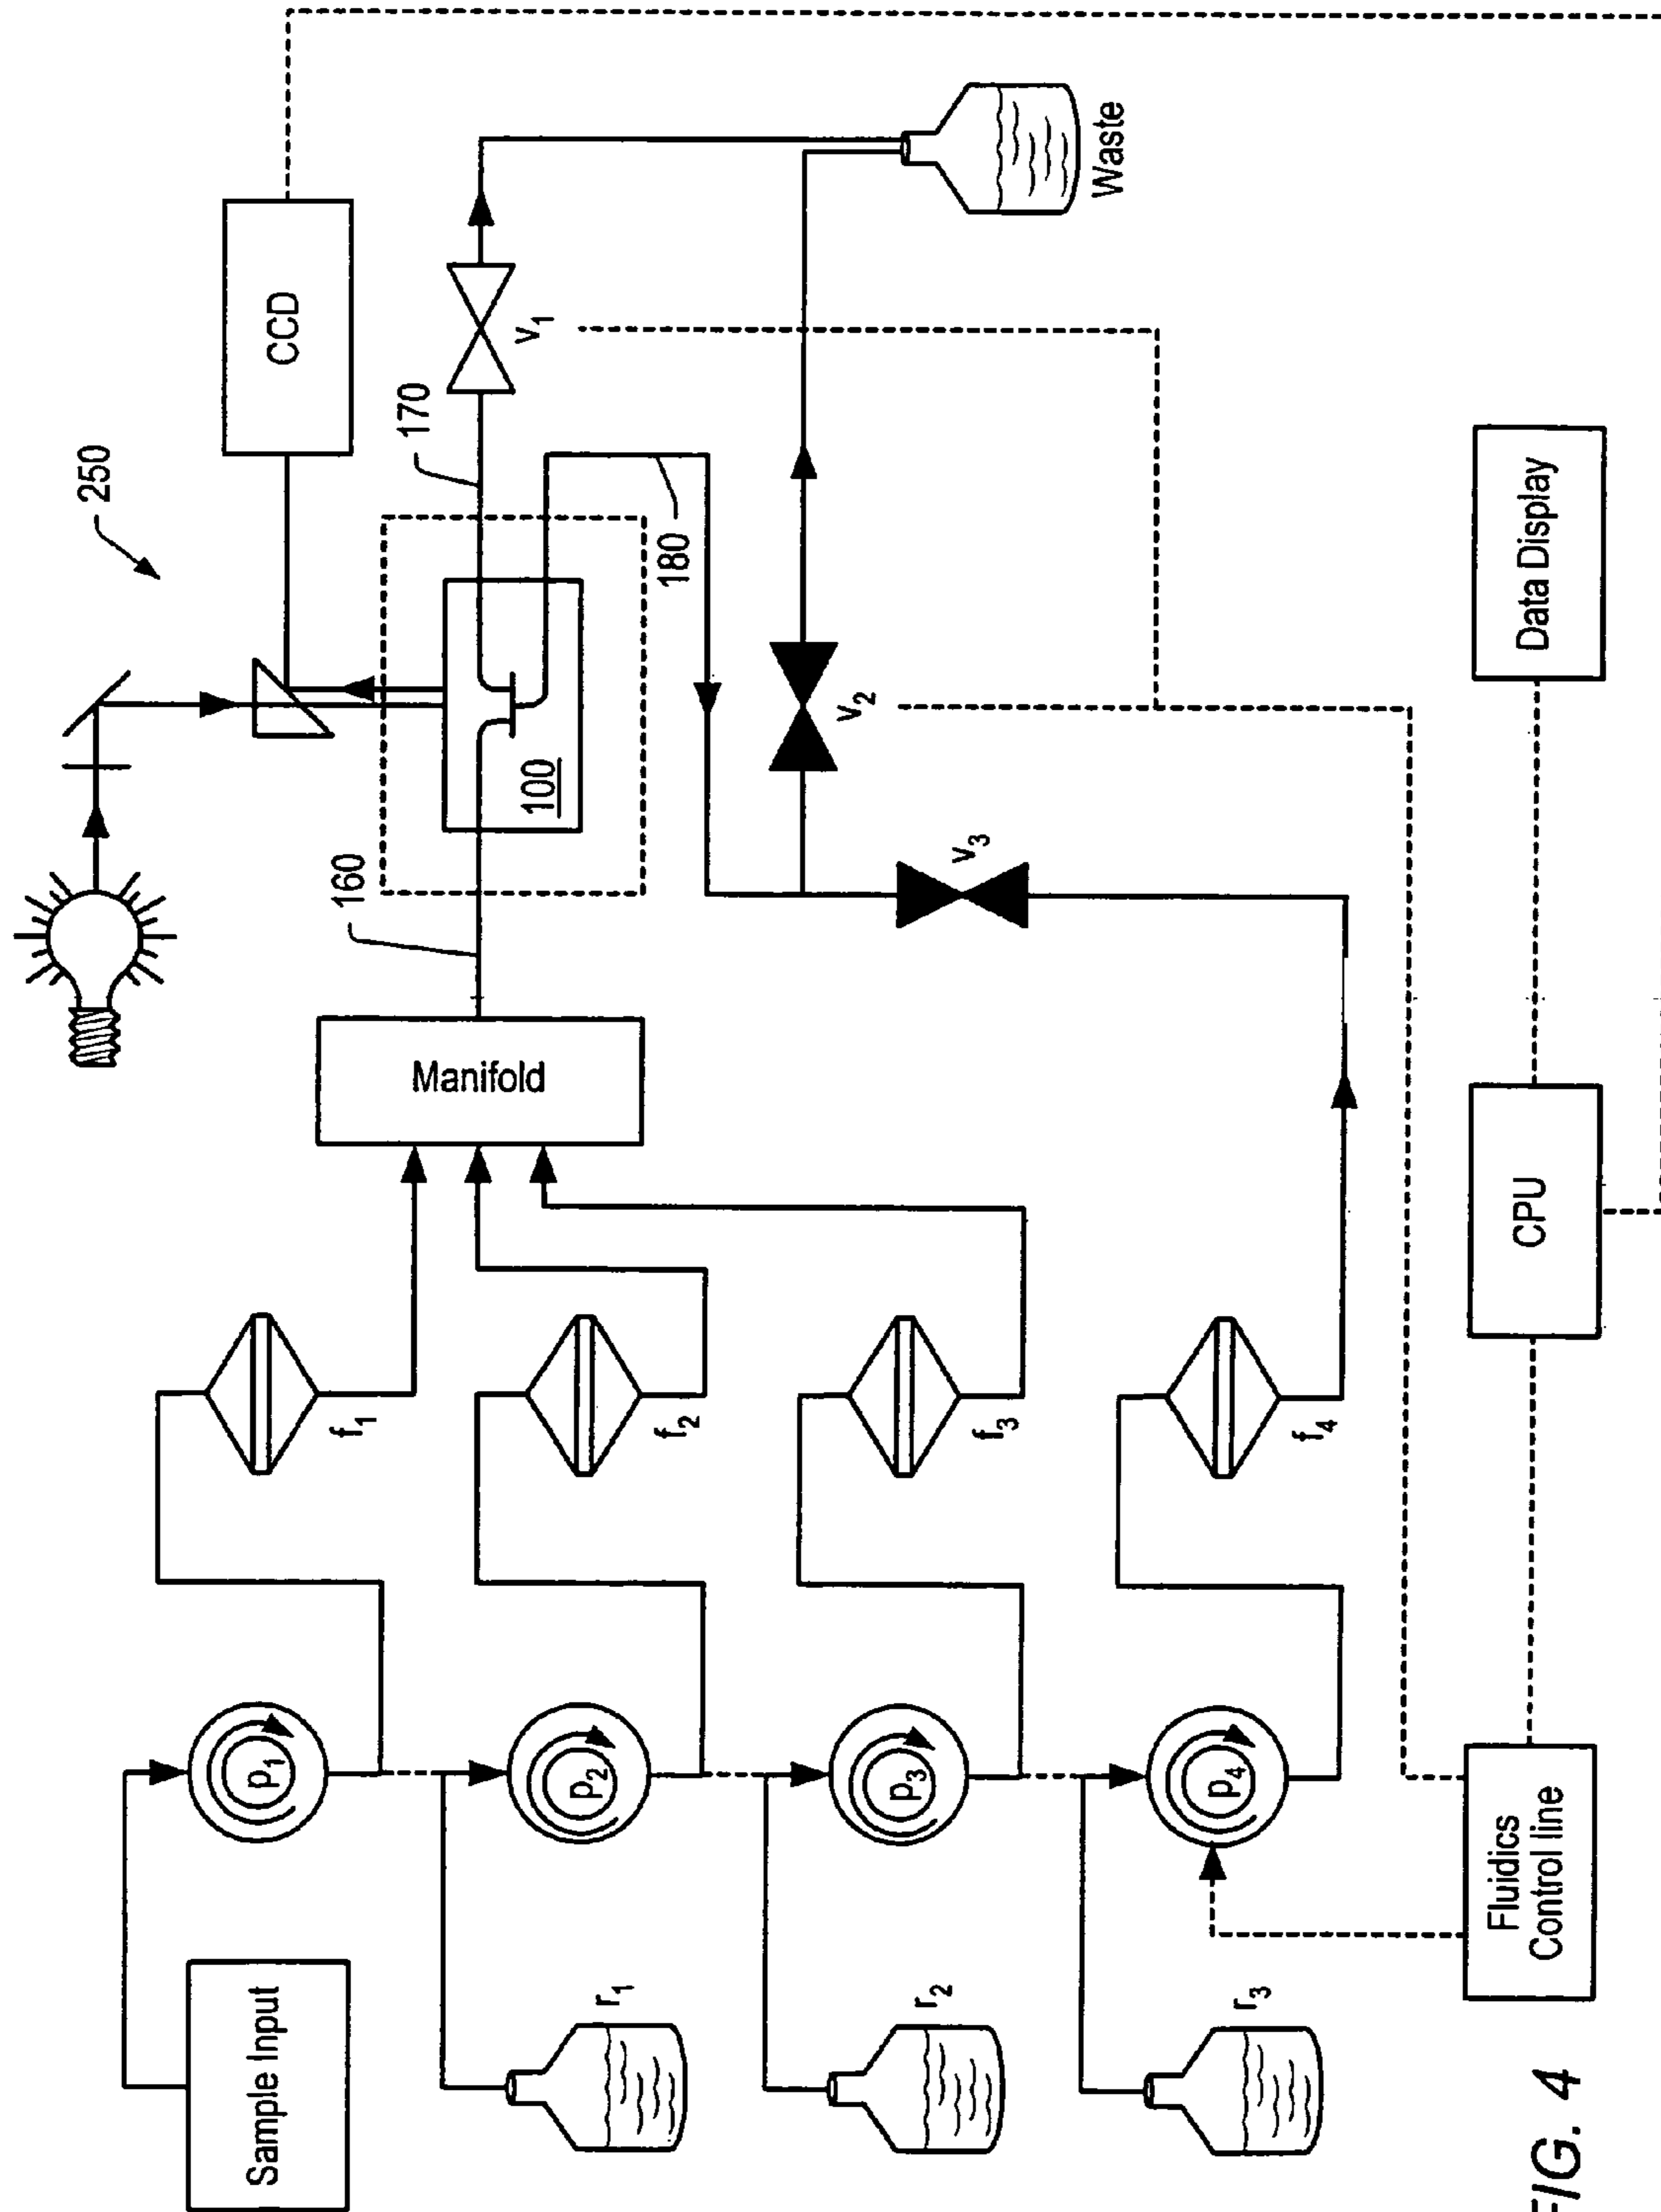 250
CCD
160
170
Manifold
100
180
V1
V2
V3
Waste
f1
f2
f3
f4
p1
p2
p3
p4
Sample Input
r1
r2
r3
Fluidics
Control line
CPU
Data Display
FIG. 4